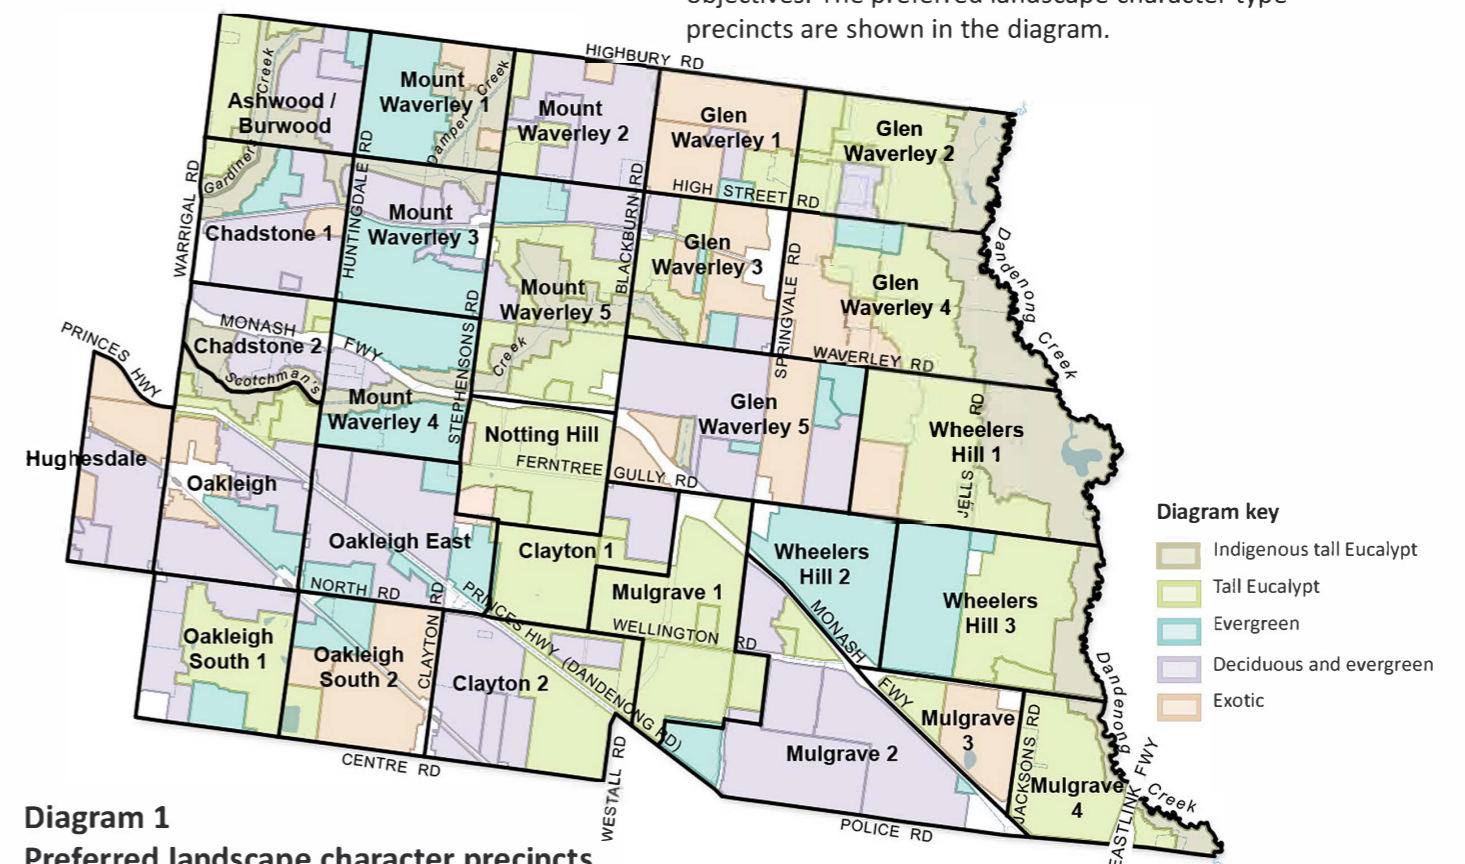 objectives. The preferred landscape character type
precincts are shown in the diagram.
HIGHBURY RD
Ashwood /
Burwood
Gardiners Creek
Mount
Waverley 1
Damper Creek
Mount
Waverley 2
Glen
Waverley 1
Glen
Waverley 2
HIGH STREET RD
WARRIGAL RD
HUNTINGDALE RD
BLACKBURN RD
Chadstone 1
Mount
Waverley 3
Glen
Waverley 3
SPRINGVALE RD
Glen
Waverley 4
Dandenong Creek
Mount
Waverley 5
Creek
STEPHENSONS RD
MONASH FWY
Chadstone 2
Scotchman's
PRINCES HWY
WAVERLEY RD
Mount
Waverley 4
Glen
Waverley 5
Wheelers
Hill 1
JELLS RD
Notting Hill
FERNTREE GULLY RD
Hughesdale
Oakleigh
Oakleigh East
Clayton 1
Wheelers
Hill 2
Wheelers
Hill 3
Mulgrave 1
NORTH RD
PRINCES HWY (DANDENONG RD)
WELLINGTON RD
MONASH FWY
Oakleigh
South 1
Oakleigh
South 2
CLAYTON RD
Clayton 2
CENTRE RD
WESTALL RD
Mulgrave 2
Mulgrave
3
JACKSONS RD
Mulgrave
4
POLICE RD
Dandenong Creek
EASTLINK FWY
Diagram key
Indigenous tall Eucalypt
Tall Eucalypt
Evergreen
Deciduous and evergreen
Exotic
Diagram 1
Preferred landscape character precincts